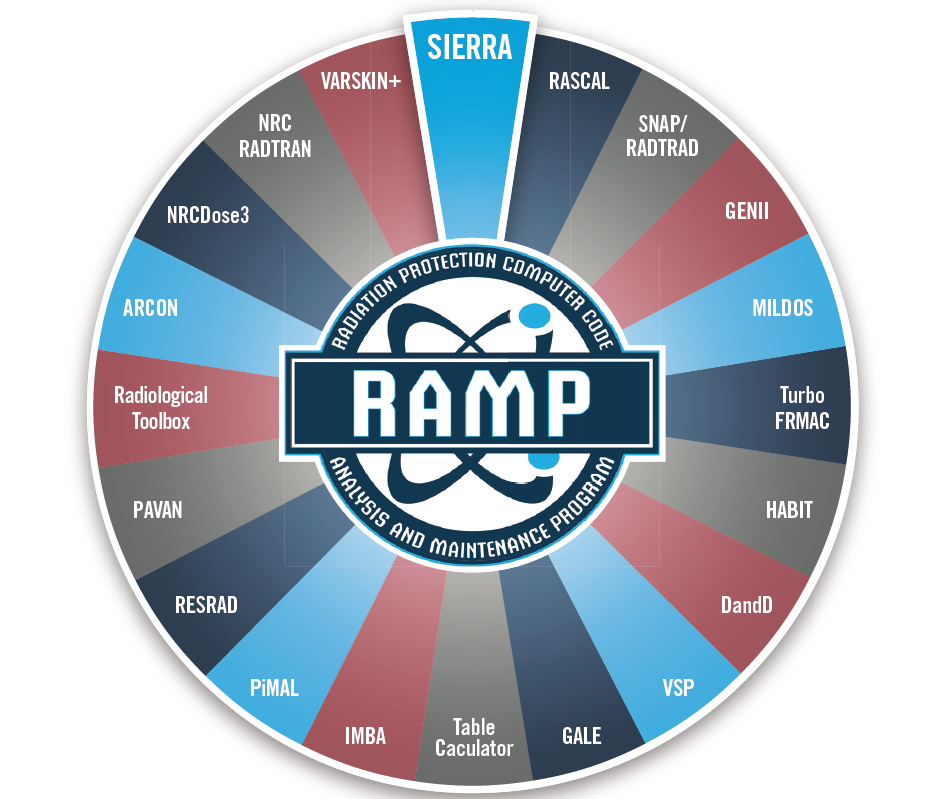 SIERRA
RASCAL
SNAP/
RADTRAD
GENII
MILDOS
Turbo
FRMAC
HABIT
DandD
VSP
GALE
Table
Caculator
IMBA
PiMAL
RESRAD
PAVAN
Radiological
Toolbox
ARCON
NRCDose3
NRC
RADTRAN
VARSKIN+
RADIATION PROTECTION COMPUTER CODE
RAMP
ANALYSIS AND MAINTENANCE PROGRAM